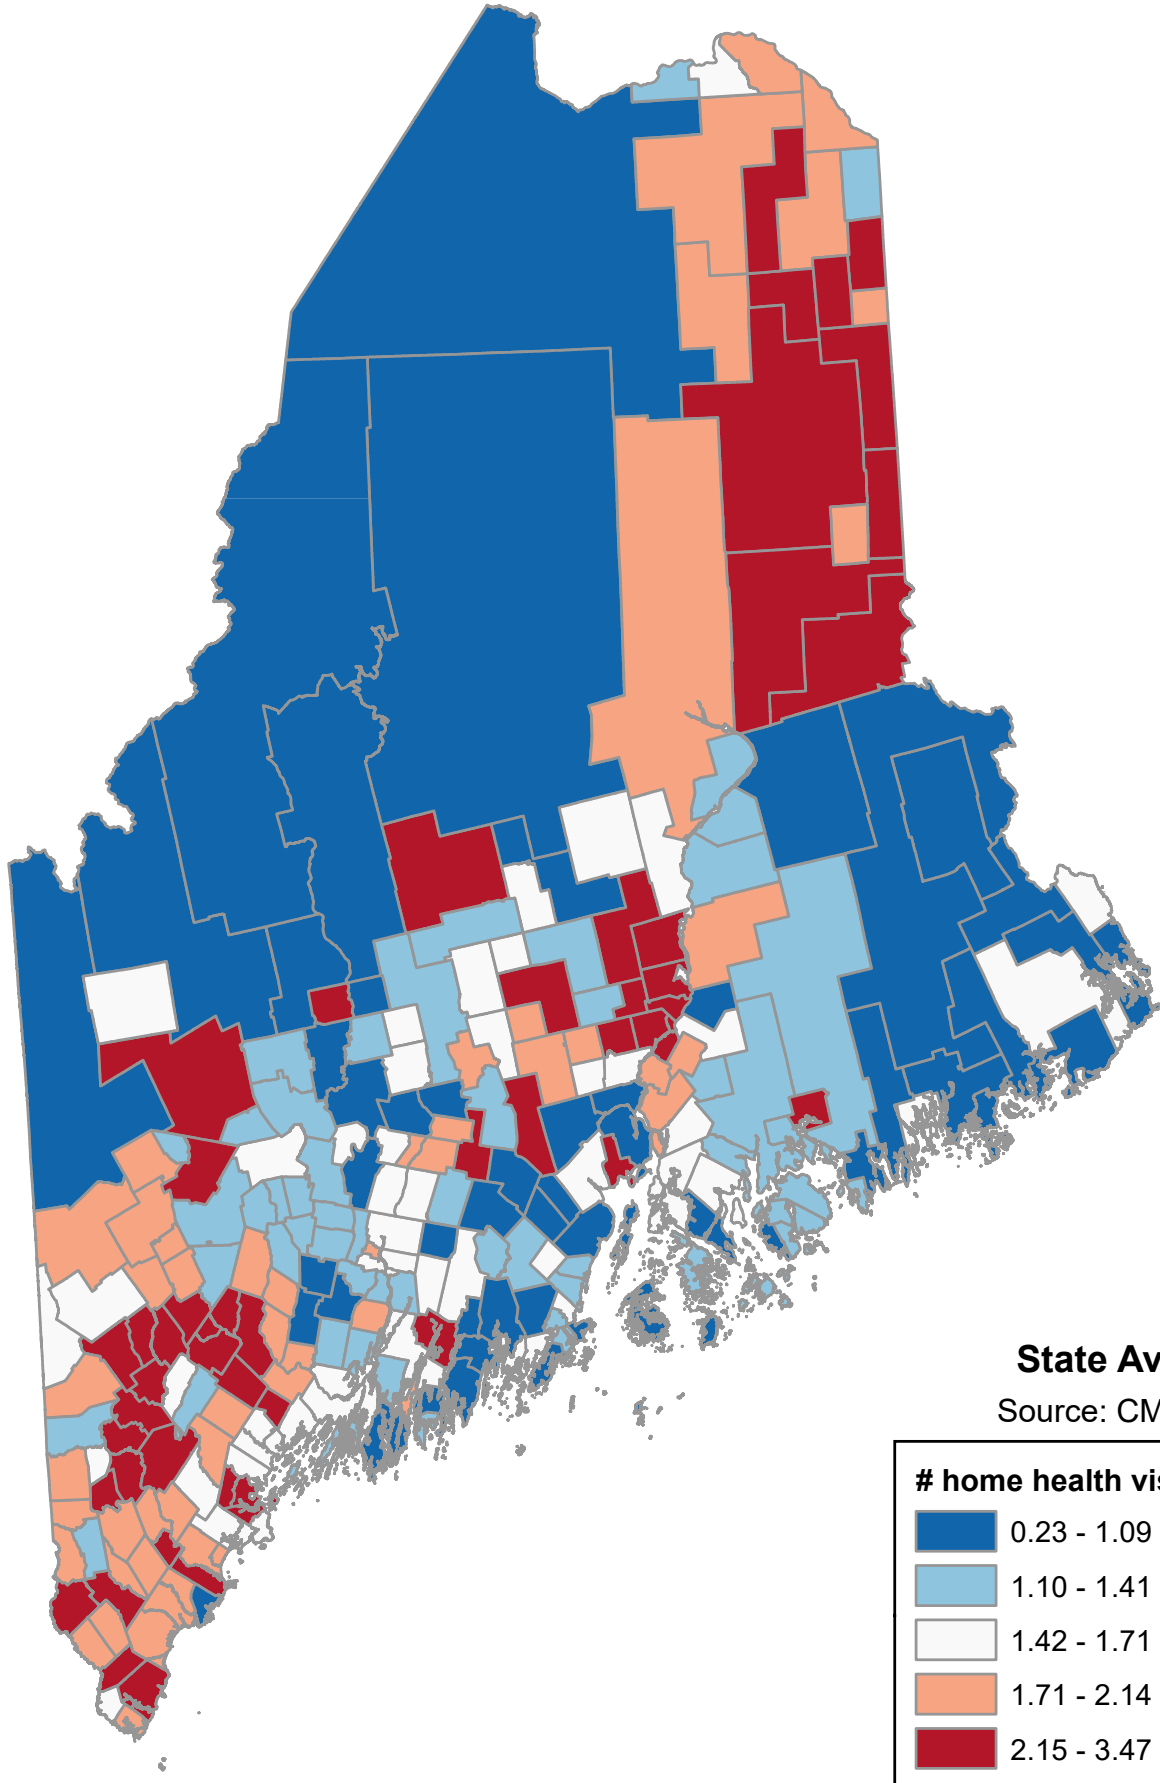 State Av
Source: CM
# home health vis
0.23 - 1.09
1.10 - 1.41
1.42 - 1.71
1.71 - 2.14
2.15 - 3.47